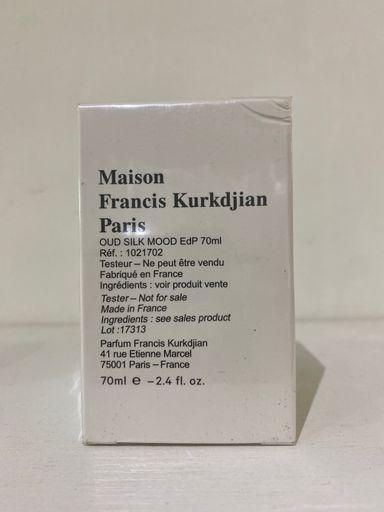 Maison
Francis Kurkdjian
Paris
OUD SILK MOOD EdP 70ml
Réf. : 1021702
Testeur – Ne peut être vendu
Fabriqué en France
Ingrédients : voir produit vente
Tester – Not for sale
Made in France
Ingredients : see sales product
Lot :17313
Parfum Francis Kurkdjian
41 rue Etienne Marcel
75001 Paris – France
70ml e – 2.4 fl. oz.